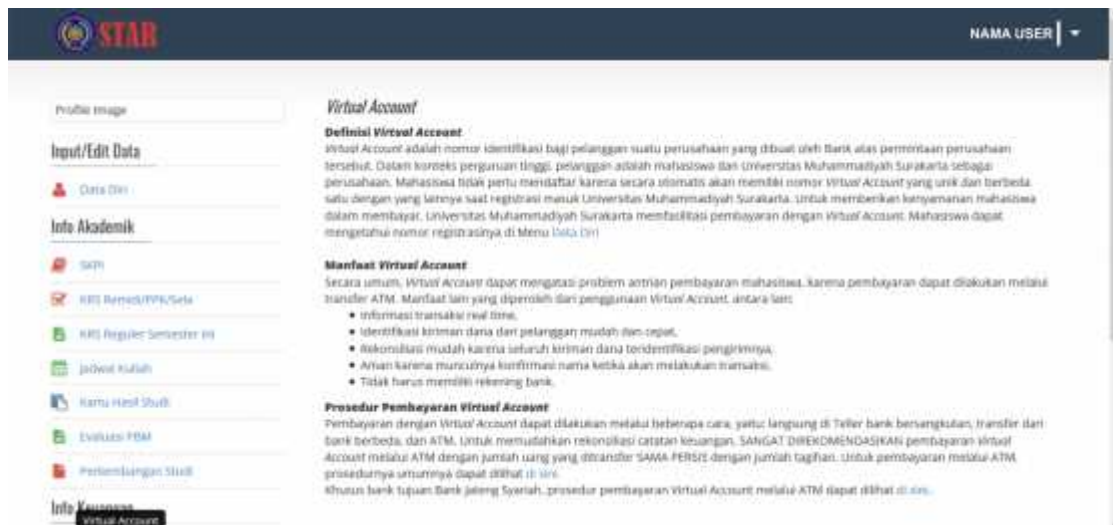 STAR
NAMA USER
Profile Image
Input/Edit Data
Data Diri
Info Akademik
SKPI
KRS Remidi/PPK/Sela
KRS Reguler Semester ini
Jadwal Kuliah
Kartu Hasil Studi
Evaluasi PBM
Perkembangan Studi
Info Keuangan
Virtual Account
Virtual Account
Definisi Virtual Account
Virtual Account adalah nomor identifikasi bagi pelanggan suatu perusahaan yang dibuat oleh Bank atas permintaan perusahaan
tersebut. Dalam konteks perguruan tinggi, pelanggan adalah mahasiswa dan Universitas Muhammadiyah Surakarta sebagai
perusahaan. Mahasiswa tidak perlu mendaftar karena secara otomatis akan memiliki nomor Virtual Account yang unik dan berbeda
satu dengan yang lainnya saat registrasi masuk Universitas Muhammadiyah Surakarta. Untuk memberikan kenyamanan mahasiswa
dalam membayar, Universitas Muhammadiyah Surakarta memfasilitasi pembayaran dengan Virtual Account. Mahasiswa dapat
mengetahui nomor registrasinya di Menu Data Diri
Manfaat Virtual Account
Secara umum, Virtual Account dapat mengatasi problem antrian pembayaran mahasiswa, karena pembayaran dapat dilakukan melalui
transfer ATM. Manfaat lain yang diperoleh dari penggunaan Virtual Account, antara lain:
• Informasi transaksi real time,
• Identifikasi kiriman dana dari pelanggan mudah dan cepat,
• Rekonsiliasi mudah karena seluruh kiriman dana teridentifikasi pengirimnya,
• Aman karena munculnya konfirmasi nama ketika akan melakukan transaksi,
• Tidak harus memiliki rekening bank.
Prosedur Pembayaran Virtual Account
Pembayaran dengan Virtual Account dapat dilakukan melalui beberapa cara, yaitu: langsung di Teller bank bersangkutan, transfer dari
bank berbeda, dan ATM. Untuk memudahkan rekonsiliasi catatan keuangan, SANGAT DIREKOMENDASIKAN pembayaran Virtual
Account melalui ATM dengan jumlah uang yang ditransfer SAMA PERSIS dengan jumlah tagihan. Untuk pembayaran melalui ATM
prosedurnya umumnya dapat dilihat di sini.
Khusus bank tujuan Bank Jateng Syariah, prosedur pembayaran Virtual Account melalui ATM dapat dilihat di sini.